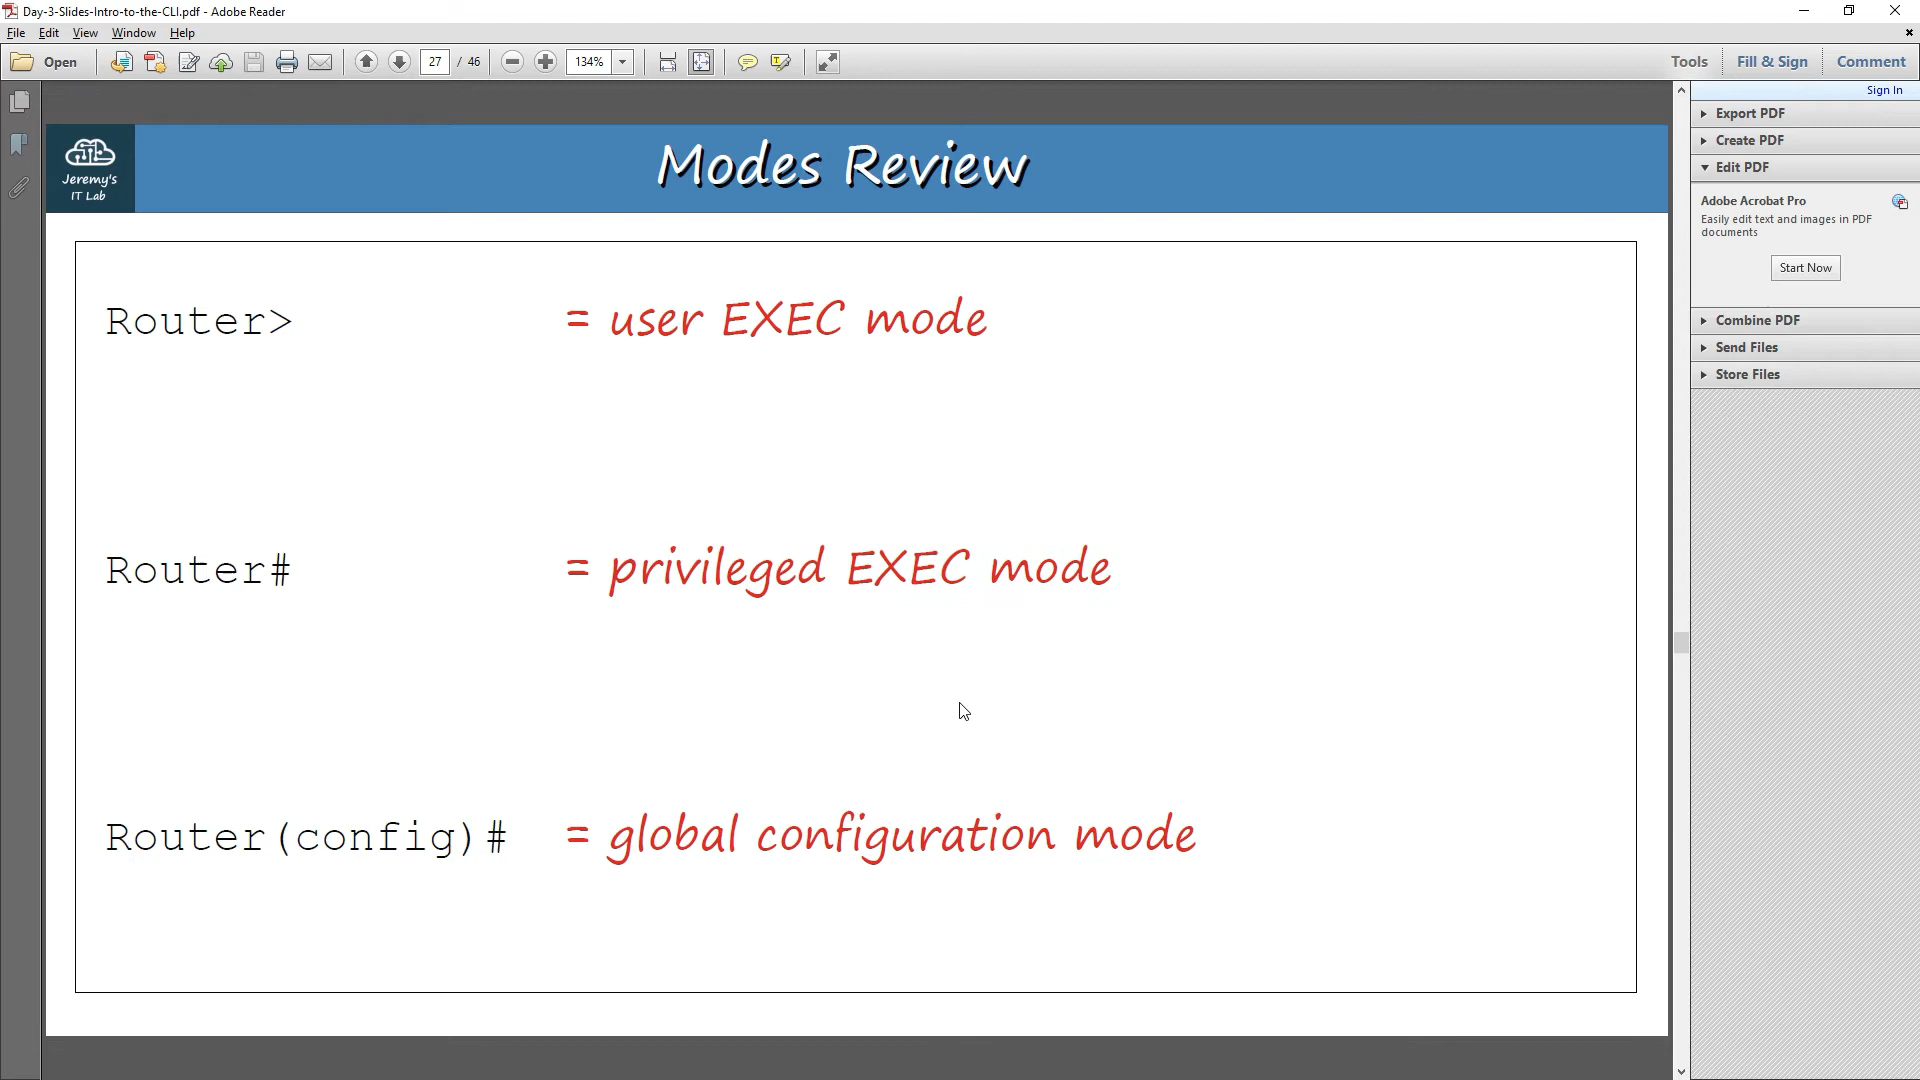 Day-3-Slides-Intro-to-the-CLI.pdf - Adobe Reader
File Edit View Window Help
Open 27 / 46 134% Tools Fill & Sign Comment
Sign In
Export PDF
Create PDF
Edit PDF
Adobe Acrobat Pro
Easily edit text and images in PDF
documents
Start Now
Combine PDF
Send Files
Store Files
Jeremy's
IT Lab
Modes Review
Router> = user EXEC mode
Router# = privileged EXEC mode
Router(config)# = global configuration mode